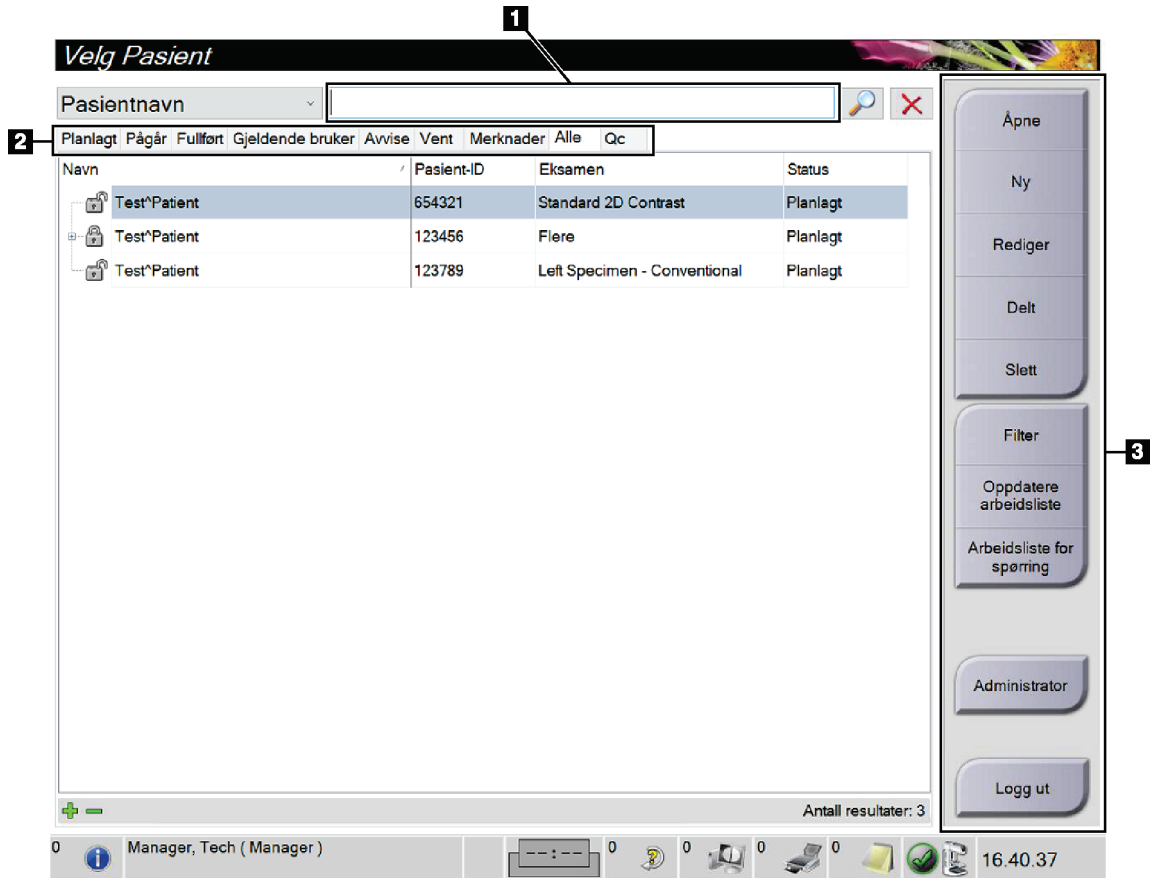 1
Velg Pasient
Pasientnavn
2
Planlagt Pågår Fullført Gjeldende bruker Avvise Vent Merknader Alle Qc
Navn Pasient-ID Eksamen Status
Test^Patient 654321 Standard 2D Contrast Planlagt
Test^Patient 123456 Flere Planlagt
Test^Patient 123789 Left Specimen - Conventional Planlagt
Åpne
Ny
Rediger
Delt
Slett
Filter
3
Oppdatere
arbeidsliste
Arbeidsliste for
spørring
Administrator
Logg ut
Antall resultater: 3
0 Manager, Tech ( Manager ) --:-- 0 0 0 0 16.40.37